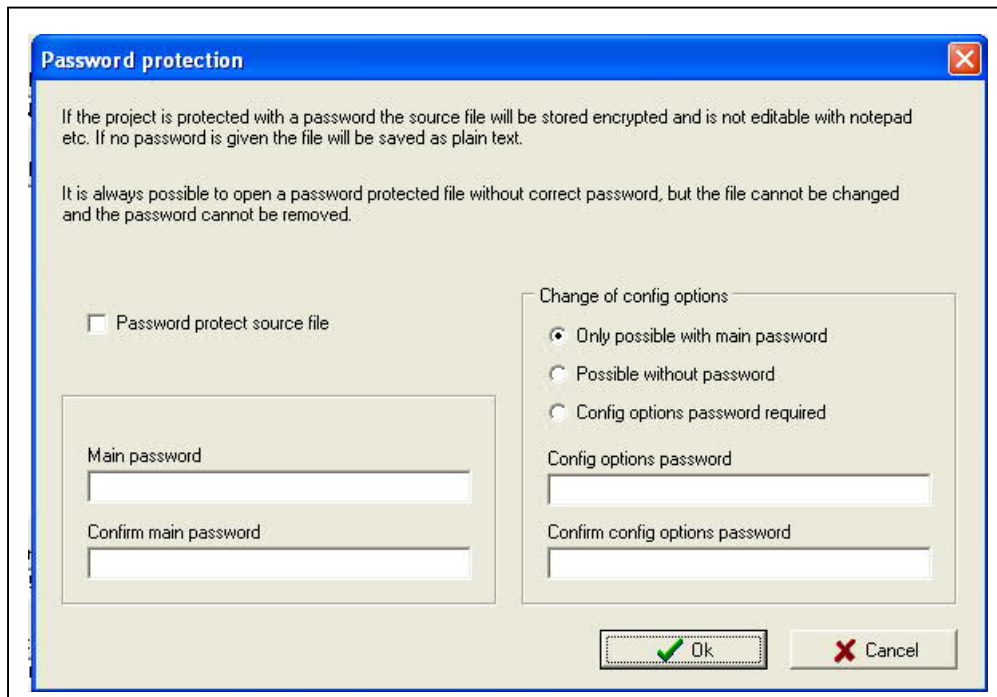 Password protection
If the project is protected with a password the source file will be stored encrypted and is not editable with notepad
etc. If no password is given the file will be saved as plain text.
It is always possible to open a password protected file without correct password, but the file cannot be changed
and the password cannot be removed.
Password protect source file
Change of config options
Only possible with main password
Possible without password
Config options password required
Main password
Confirm main password
Config options password
Confirm config options password
Ok
Cancel